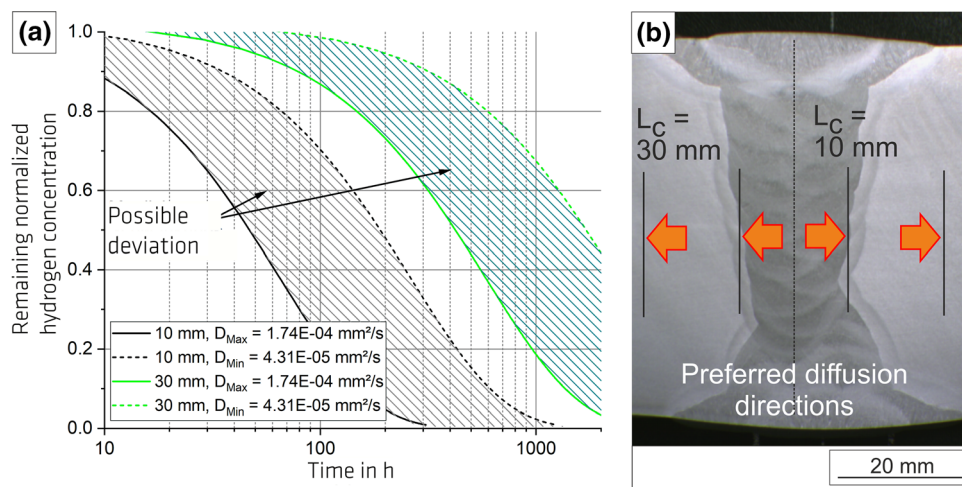 (a)
1.0
0.8
0.6
0.4
0.2
0.0
Remaining normalized
hydrogen concentration
Possible
deviation
10 mm, D_Max = 1.74E-04 mm²/s
10 mm, D_Min = 4.31E-05 mm²/s
30 mm, D_Max = 1.74E-04 mm²/s
30 mm, D_Min = 4.31E-05 mm²/s
10
100
1000
Time in h
(b)
L_C =
30 mm
L_C =
10 mm
Preferred diffusion
directions
20 mm